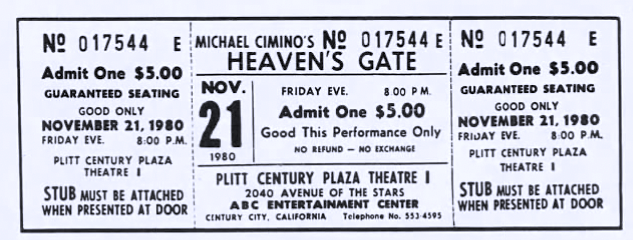 Nº 017544 E
Admit One $5.00
GUARANTEED SEATING
GOOD ONLY
NOVEMBER 21, 1980
FRIDAY EVE. 8:00 P.M.
PLITT CENTURY PLAZA
THEATRE I
STUB MUST BE ATTACHED
WHEN PRESENTED AT DOOR
MICHAEL CIMINO'S Nº 017544 E
HEAVEN'S GATE
NOV.
21
1980
FRIDAY EVE. 8:00 P.M.
Admit One $5.00
Good This Performance Only
NO REFUND — NO EXCHANGE
PLITT CENTURY PLAZA THEATRE I
2040 AVENUE OF THE STARS
ABC ENTERTAINMENT CENTER
CENTURY CITY, CALIFORNIA Telephone No. 553-4595
Nº 017544 E
Admit One $5.00
GUARANTEED SEATING
GOOD ONLY
NOVEMBER 21, 1980
FRIDAY EVE. 8:00 P.M.
PLITT CENTURY PLAZA
THEATRE I
STUB MUST BE ATTACHED
WHEN PRESENTED AT DOOR